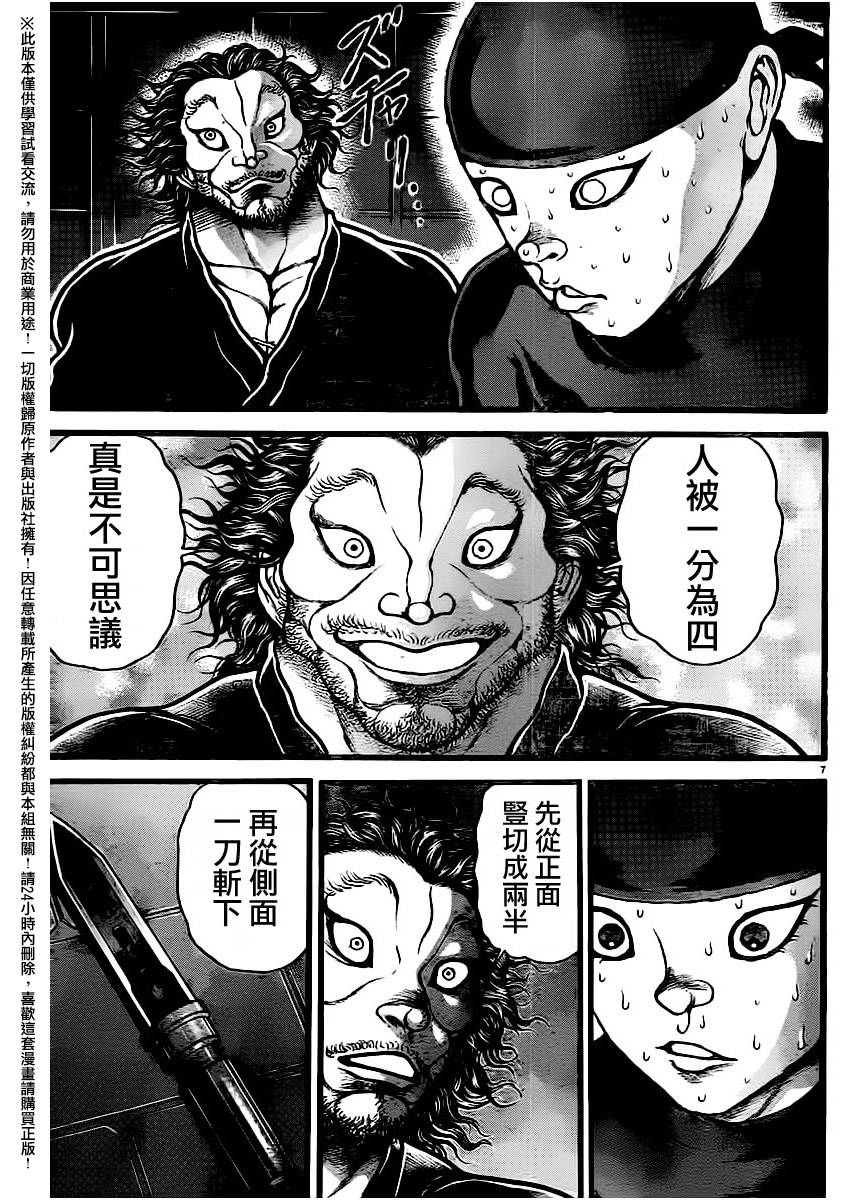 ※此版本僅供學習試看交流，請勿用於商業用途！一切版權歸原作者與出版社擁有！因任意轉載所產生的版權糾紛都與本組無關！請24小時內刪除，喜歡這套漫畫請購買正版！
ズチャリ…
人被一分為四
真是不可思議
7
先從正面
豎切成兩半
再從側面
一刀斬下